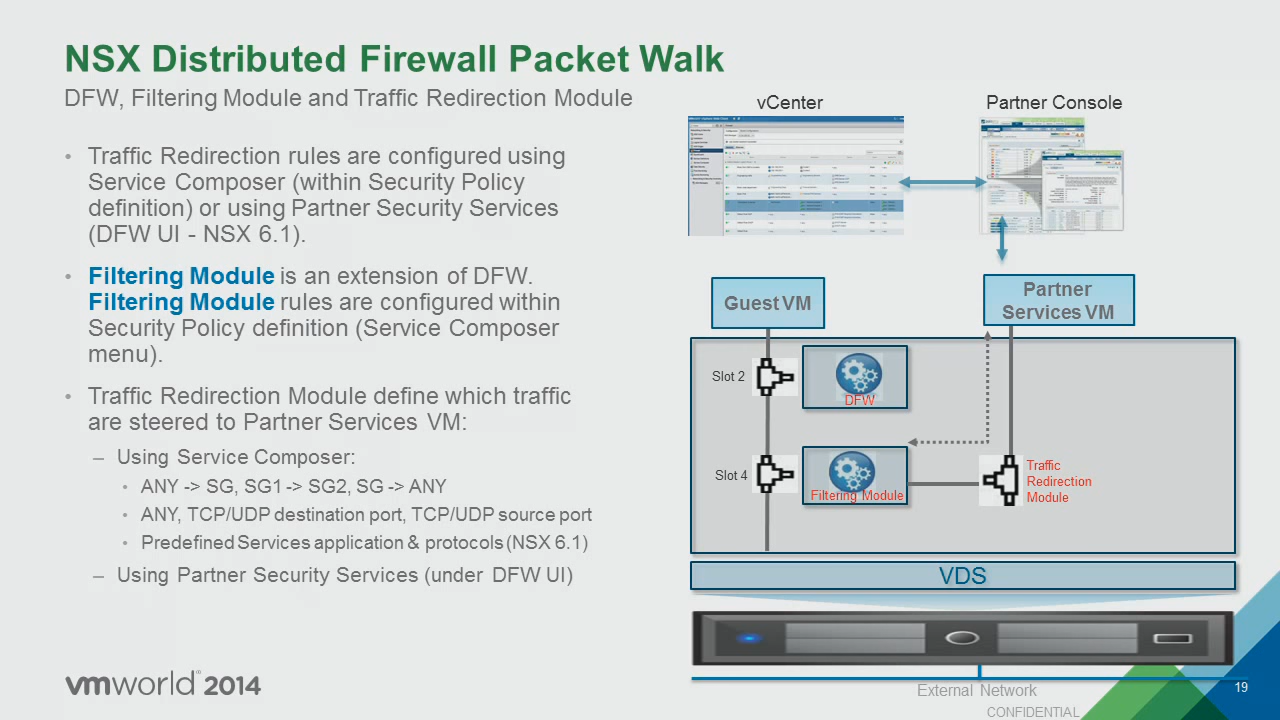 NSX Distributed Firewall Packet Walk
DFW, Filtering Module and Traffic Redirection Module
• Traffic Redirection rules are configured using
Service Composer (within Security Policy
definition) or using Partner Security Services
(DFW UI - NSX 6.1).
• Filtering Module is an extension of DFW.
Filtering Module rules are configured within
Security Policy definition (Service Composer
menu).
• Traffic Redirection Module define which traffic
are steered to Partner Services VM:
– Using Service Composer:
• ANY -> SG, SG1 -> SG2, SG -> ANY
• ANY, TCP/UDP destination port, TCP/UDP source port
• Predefined Services application & protocols (NSX 6.1)
– Using Partner Security Services (under DFW UI)
vCenter
Partner Console
Guest VM
Partner
Services VM
Slot 2
DFW
Slot 4
Filtering Module
Traffic
Redirection
Module
VDS
External Network
vmworld® 2014
CONFIDENTIAL
19